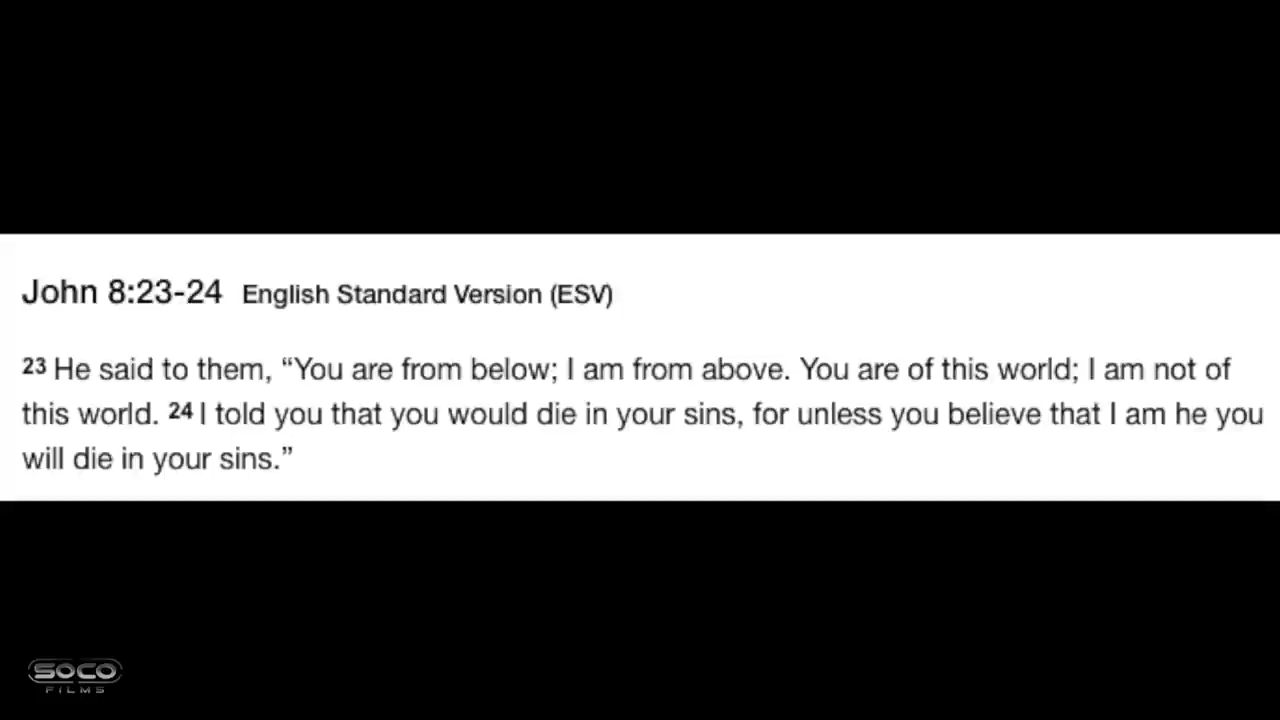 John 8:23-24 English Standard Version (ESV)
23 He said to them, “You are from below; I am from above. You are of this world; I am not of
this world. 24 I told you that you would die in your sins, for unless you believe that I am he you
will die in your sins.”
SOCO
FILMS